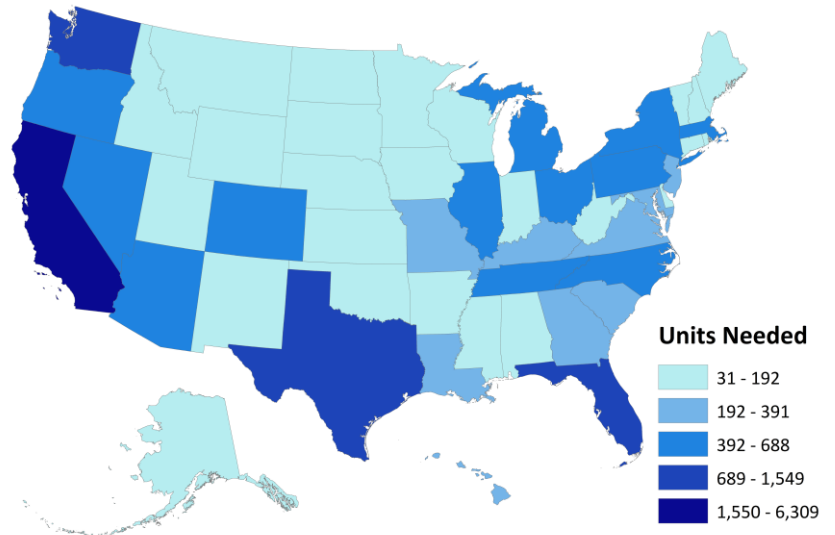 Units Needed
31 - 192
192 - 391
392 - 688
689 - 1,549
1,550 - 6,309